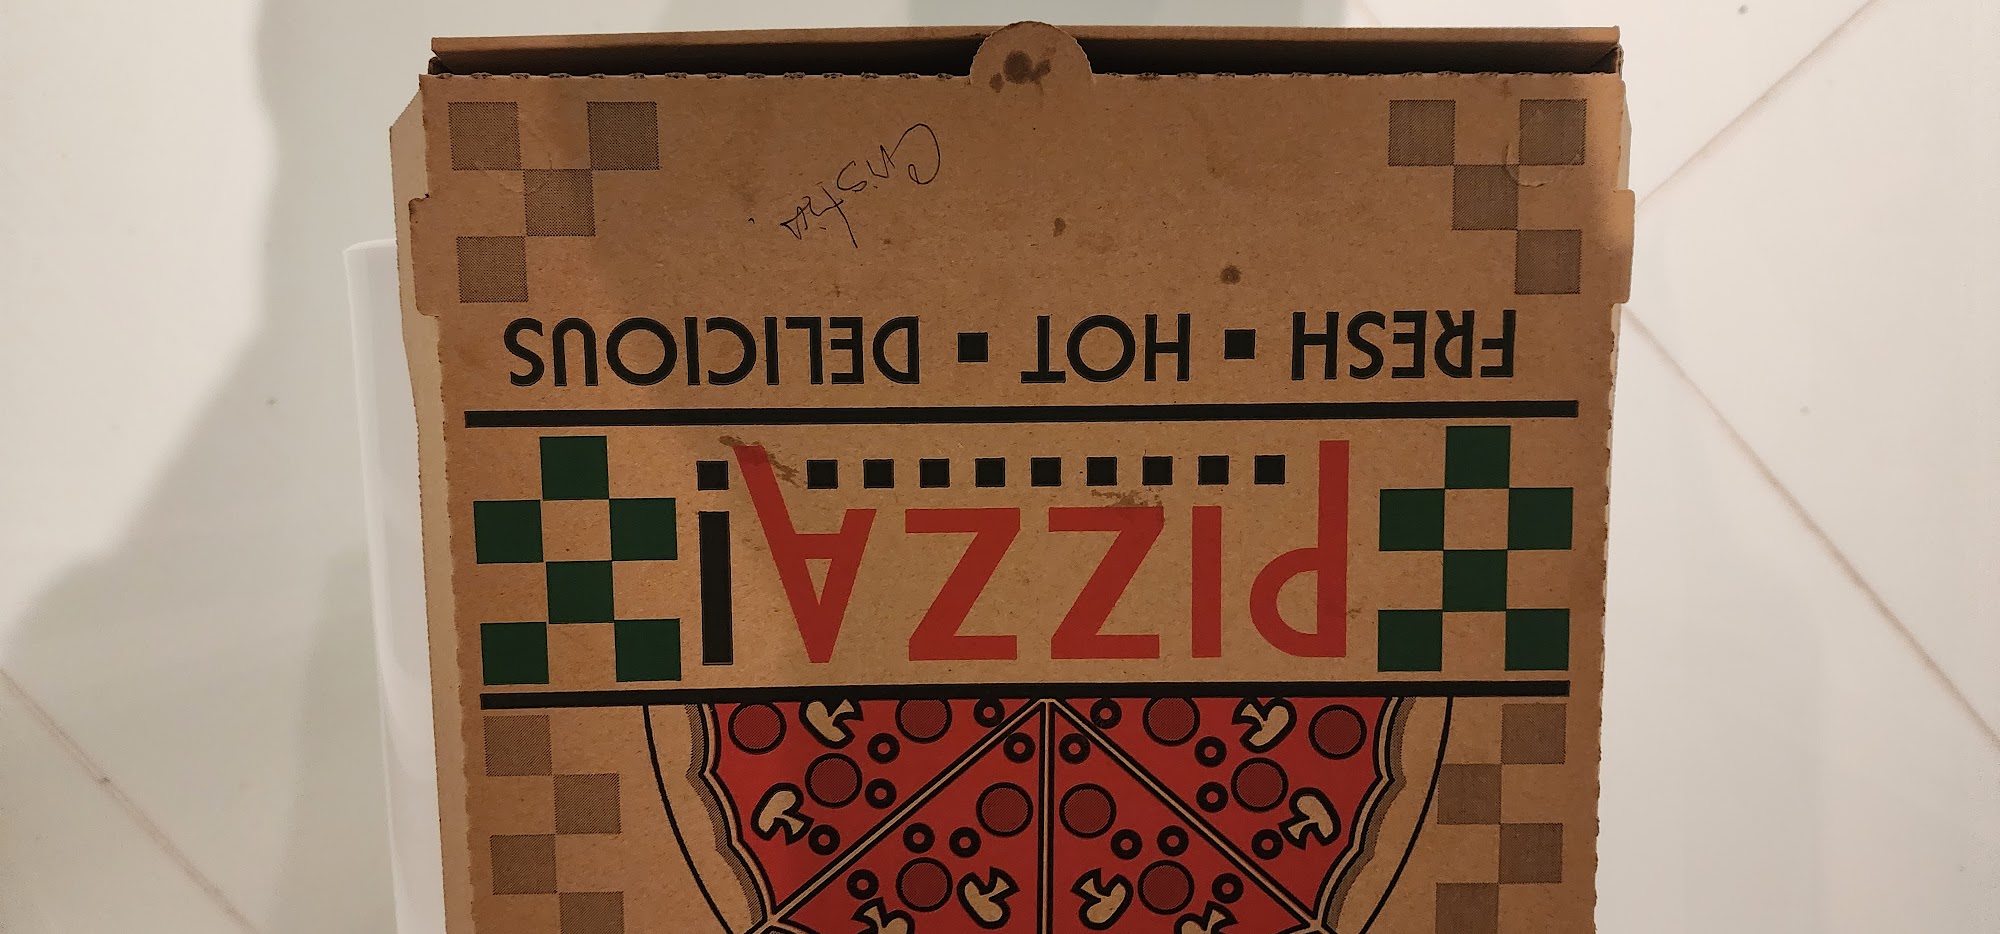 PIZZA!
FRESH ▪ HOT ▪ DELICIOUS